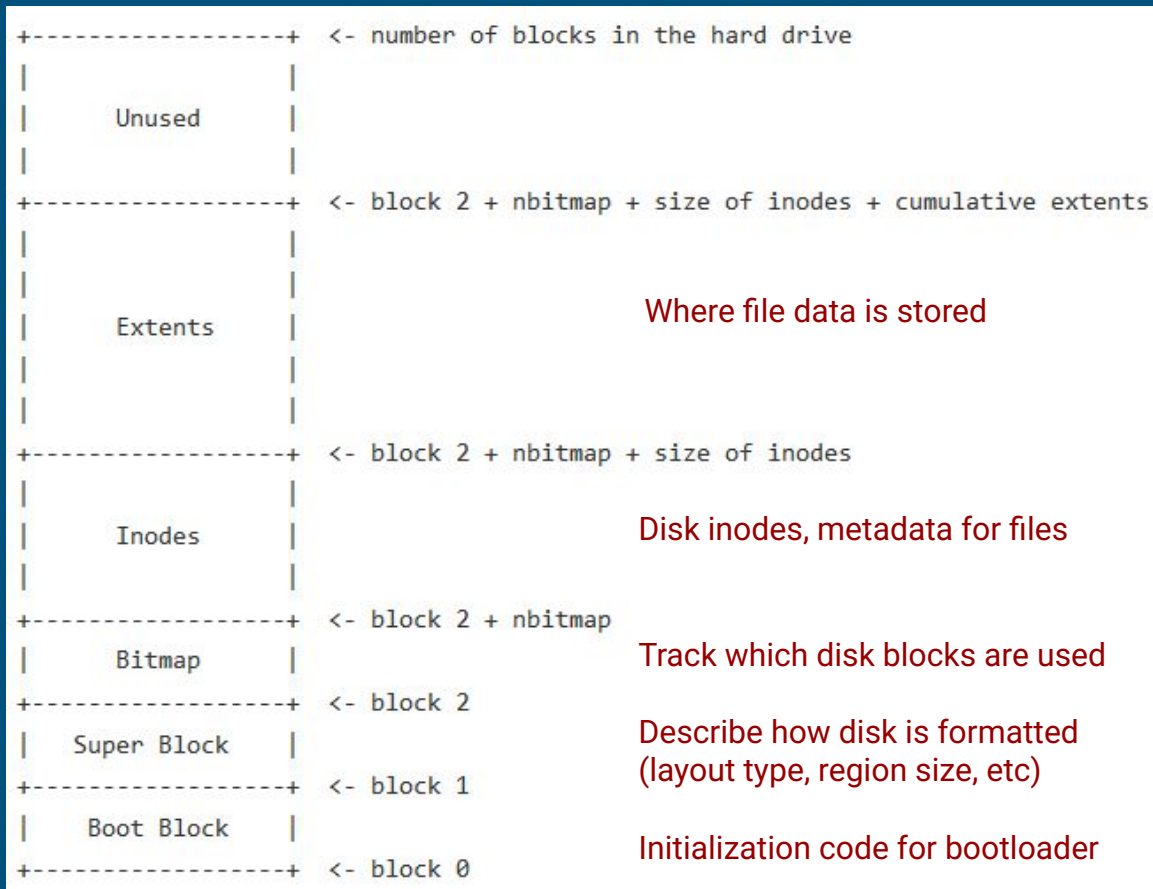 +------------------+ <- number of blocks in the hard drive
| |
| Unused |
| |
+------------------+ <- block 2 + nbitmap + size of inodes + cumulative extents
| |
| |
| Extents | Where file data is stored
| |
| |
+------------------+ <- block 2 + nbitmap + size of inodes
| |
| Inodes | Disk inodes, metadata for files
| |
+------------------+ <- block 2 + nbitmap
| Bitmap | Track which disk blocks are used
+------------------+ <- block 2
| Super Block | Describe how disk is formatted
(layout type, region size, etc)
+------------------+ <- block 1
| Boot Block | Initialization code for bootloader
+------------------+ <- block 0